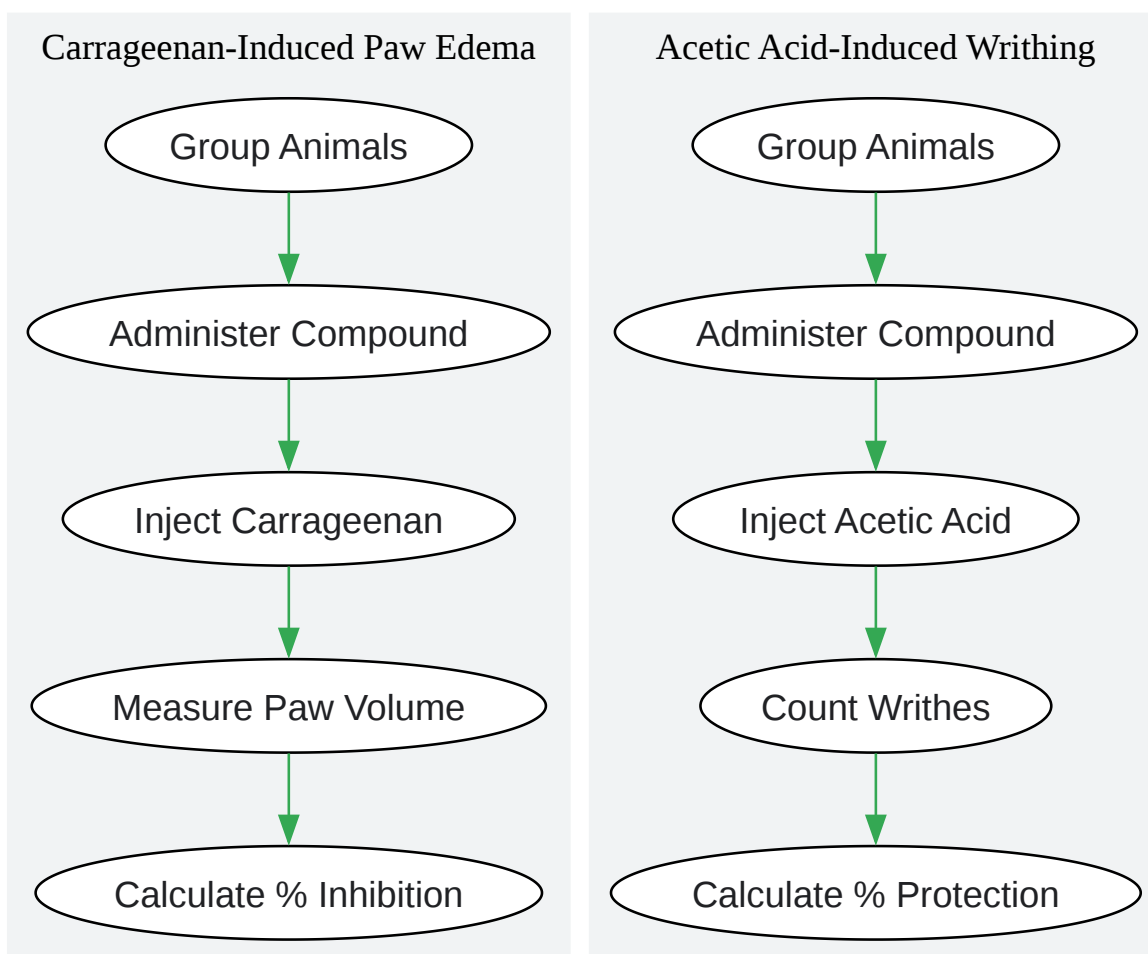 Carrageenan-Induced Paw Edema
Group Animals
Administer Compound
Inject Carrageenan
Measure Paw Volume
Calculate % Inhibition
Acetic Acid-Induced Writhing
Group Animals
Administer Compound
Inject Acetic Acid
Count Writhes
Calculate % Protection